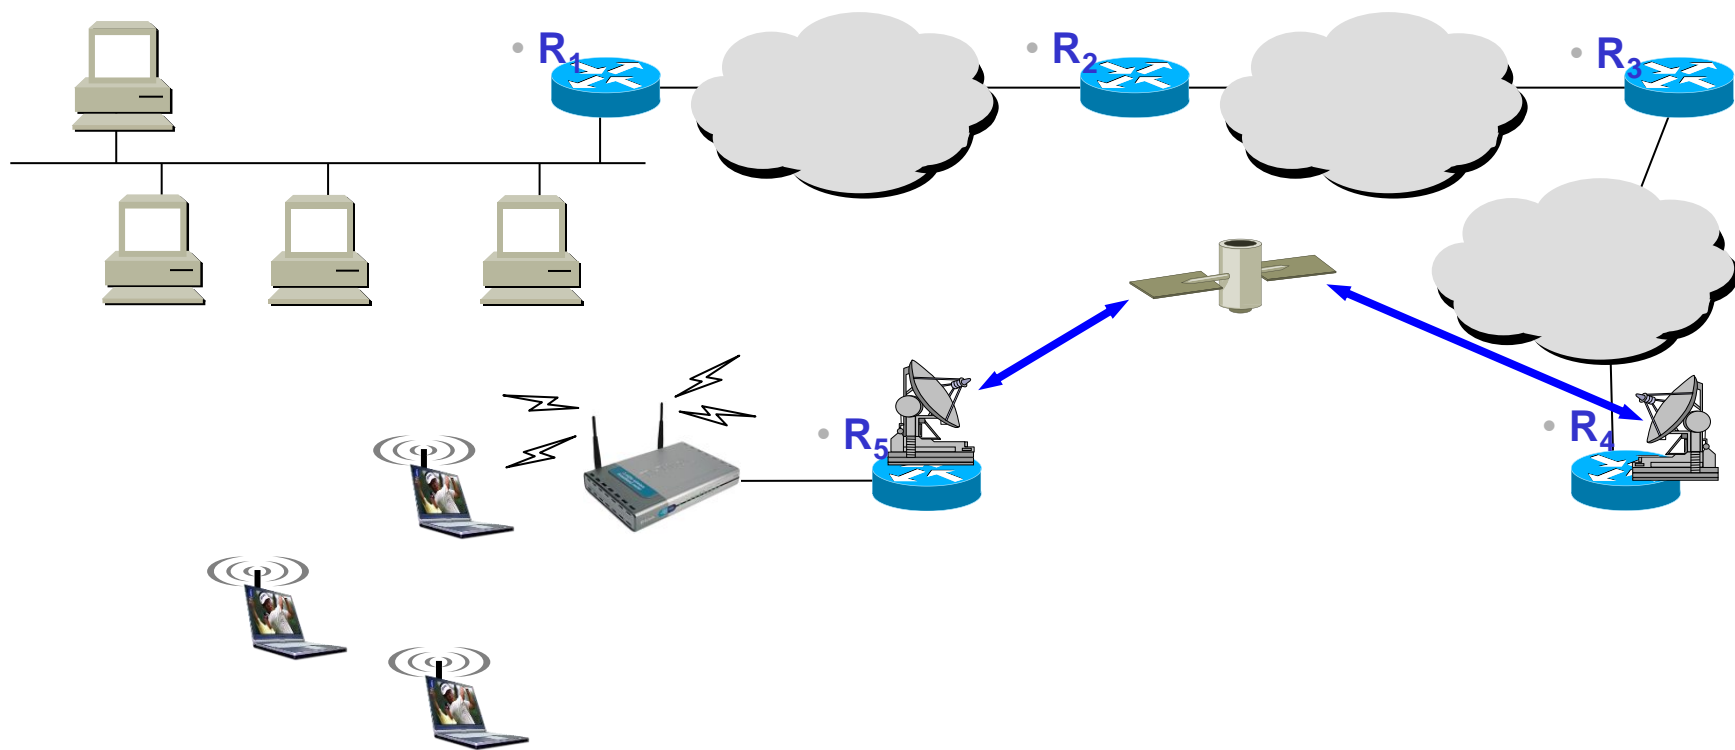 • R₁
• R₂
• R₃
• R₄
• R₅